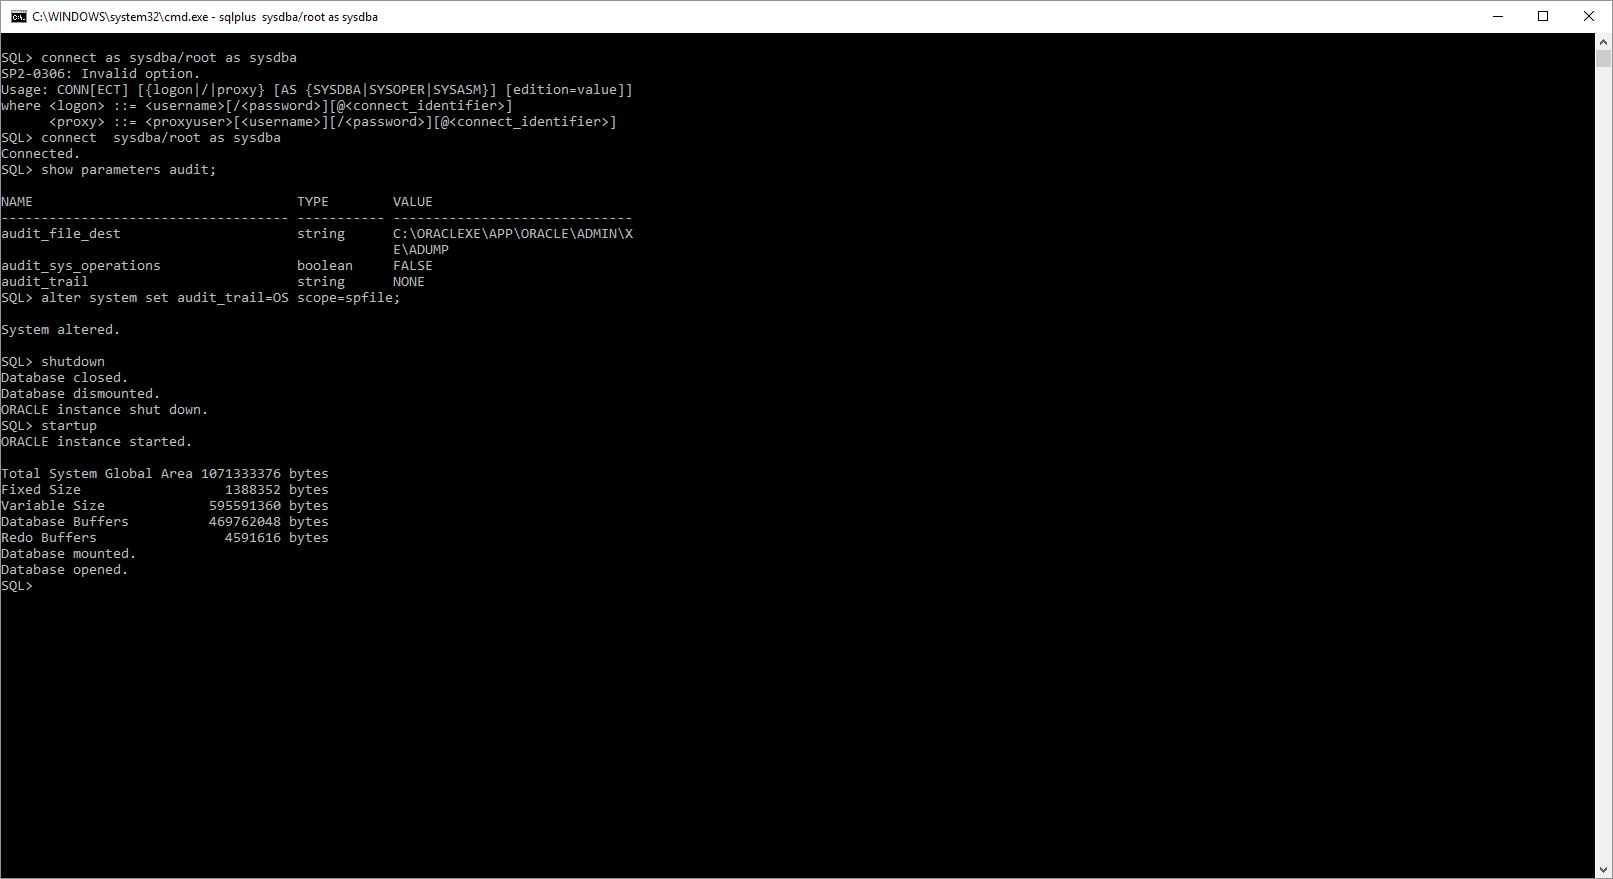 C:\WINDOWS\system32\cmd.exe - sqlplus  sysdba/root as sysdba
SQL> connect as sysdba/root as sysdba
SP2-0306: Invalid option.
Usage: CONN[ECT] [{logon|/|proxy} [AS {SYSDBA|SYSOPER|SYSASM}] [edition=value]]
where <logon> ::= <username>[/<password>][@<connect_identifier>]
      <proxy> ::= <proxyuser>[<username>][/<password>][@<connect_identifier>]
SQL> connect  sysdba/root as sysdba
Connected.
SQL> show parameters audit;
NAME                                 TYPE        VALUE
------------------------------------ ----------- ------------------------------
audit_file_dest                      string      C:\ORACLEXE\APP\ORACLE\ADMIN\X
                                                 E\ADUMP
audit_sys_operations                 boolean     FALSE
audit_trail                          string      NONE
SQL> alter system set audit_trail=OS scope=spfile;
System altered.
SQL> shutdown
Database closed.
Database dismounted.
ORACLE instance shut down.
SQL> startup
ORACLE instance started.
Total System Global Area 1071333376 bytes
Fixed Size                  1388352 bytes
Variable Size             595591360 bytes
Database Buffers          469762048 bytes
Redo Buffers                4591616 bytes
Database mounted.
Database opened.
SQL>